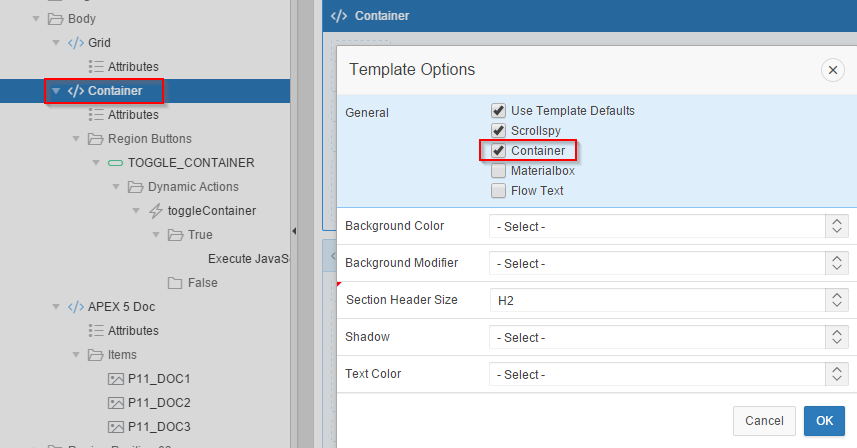 Body
Grid
Attributes
Container
Attributes
Region Buttons
TOGGLE_CONTAINER
Dynamic Actions
toggleContainer
True
Execute JavaS
False
APEX 5 Doc
Attributes
Items
P11_DOC1
P11_DOC2
P11_DOC3
Container
Template Options
General
Use Template Defaults
Scrollspy
Container
Materialbox
Flow Text
Background Color - Select -
Background Modifier - Select -
Section Header Size H2
Shadow - Select -
Text Color - Select -
Cancel OK